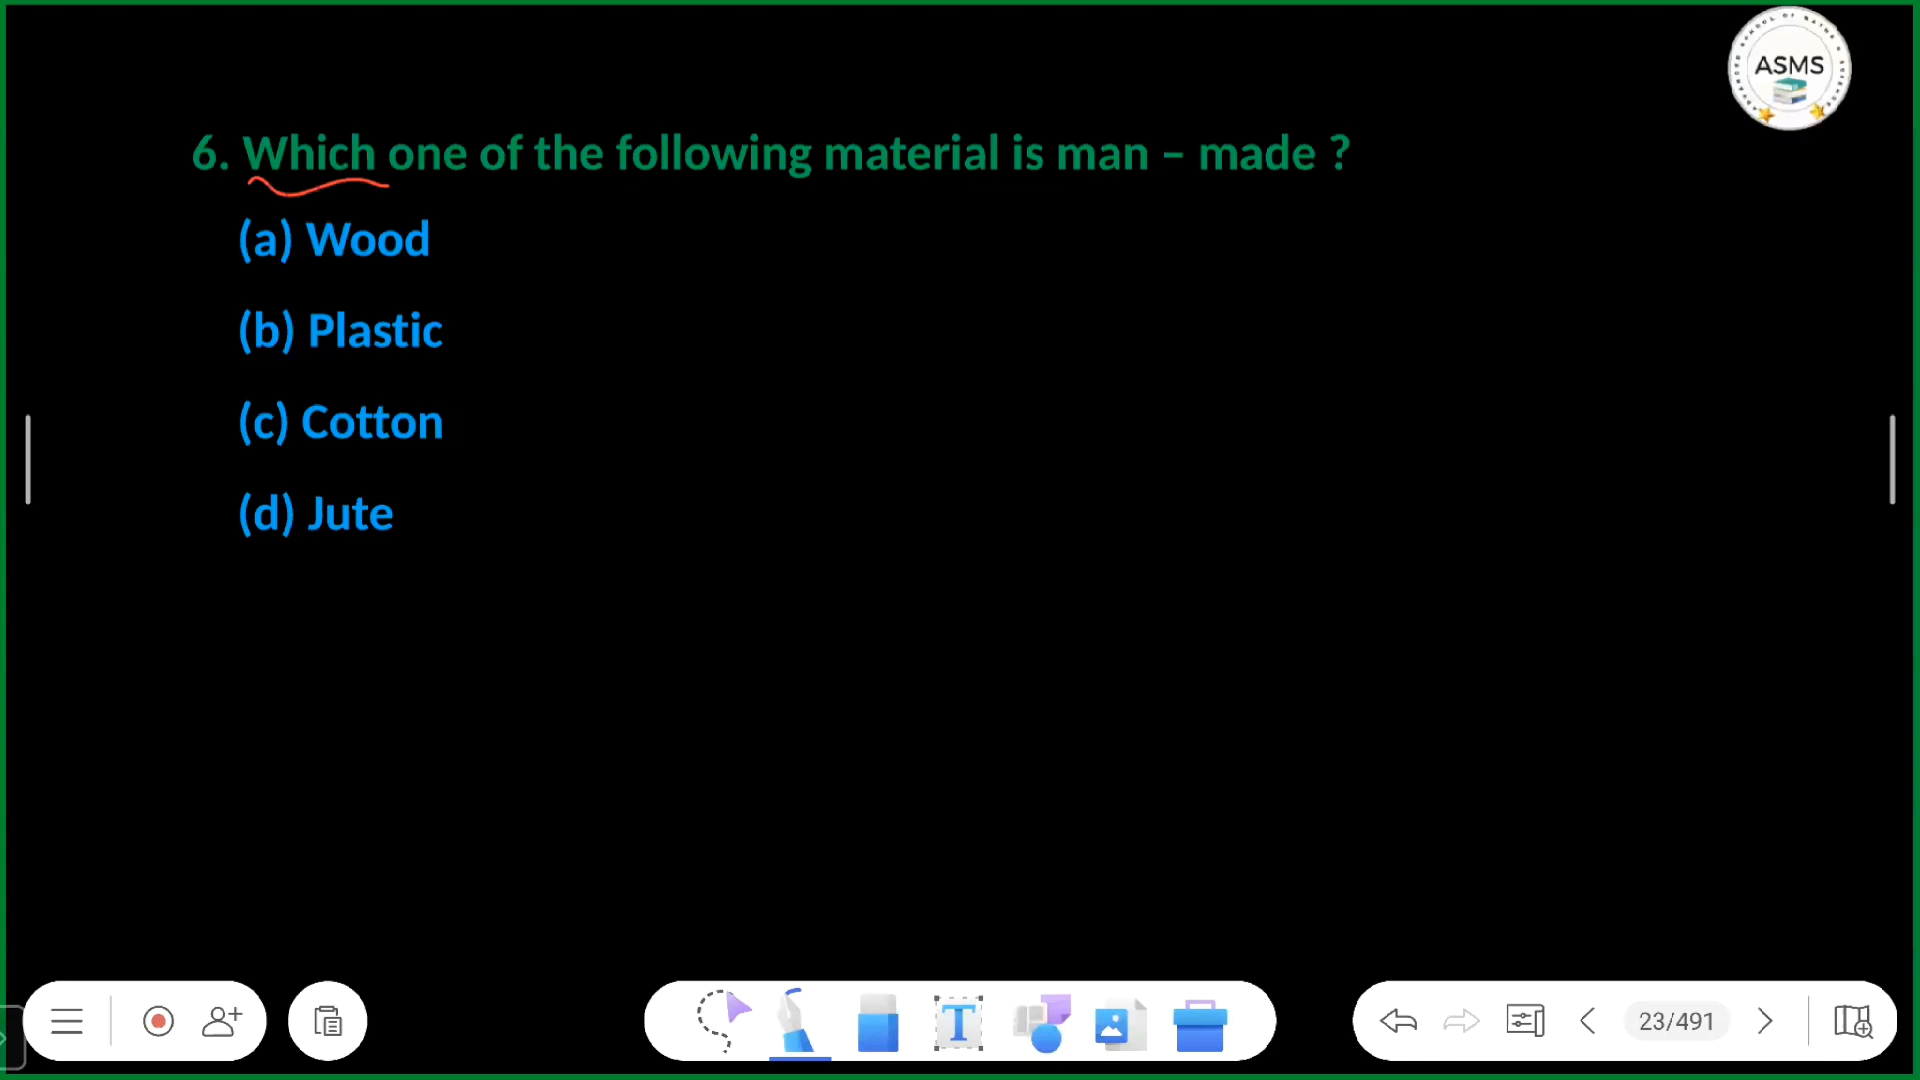 ASMS
6. Which one of the following material is man – made ?
(a) Wood
(b) Plastic
(c) Cotton
(d) Jute
T
23/491